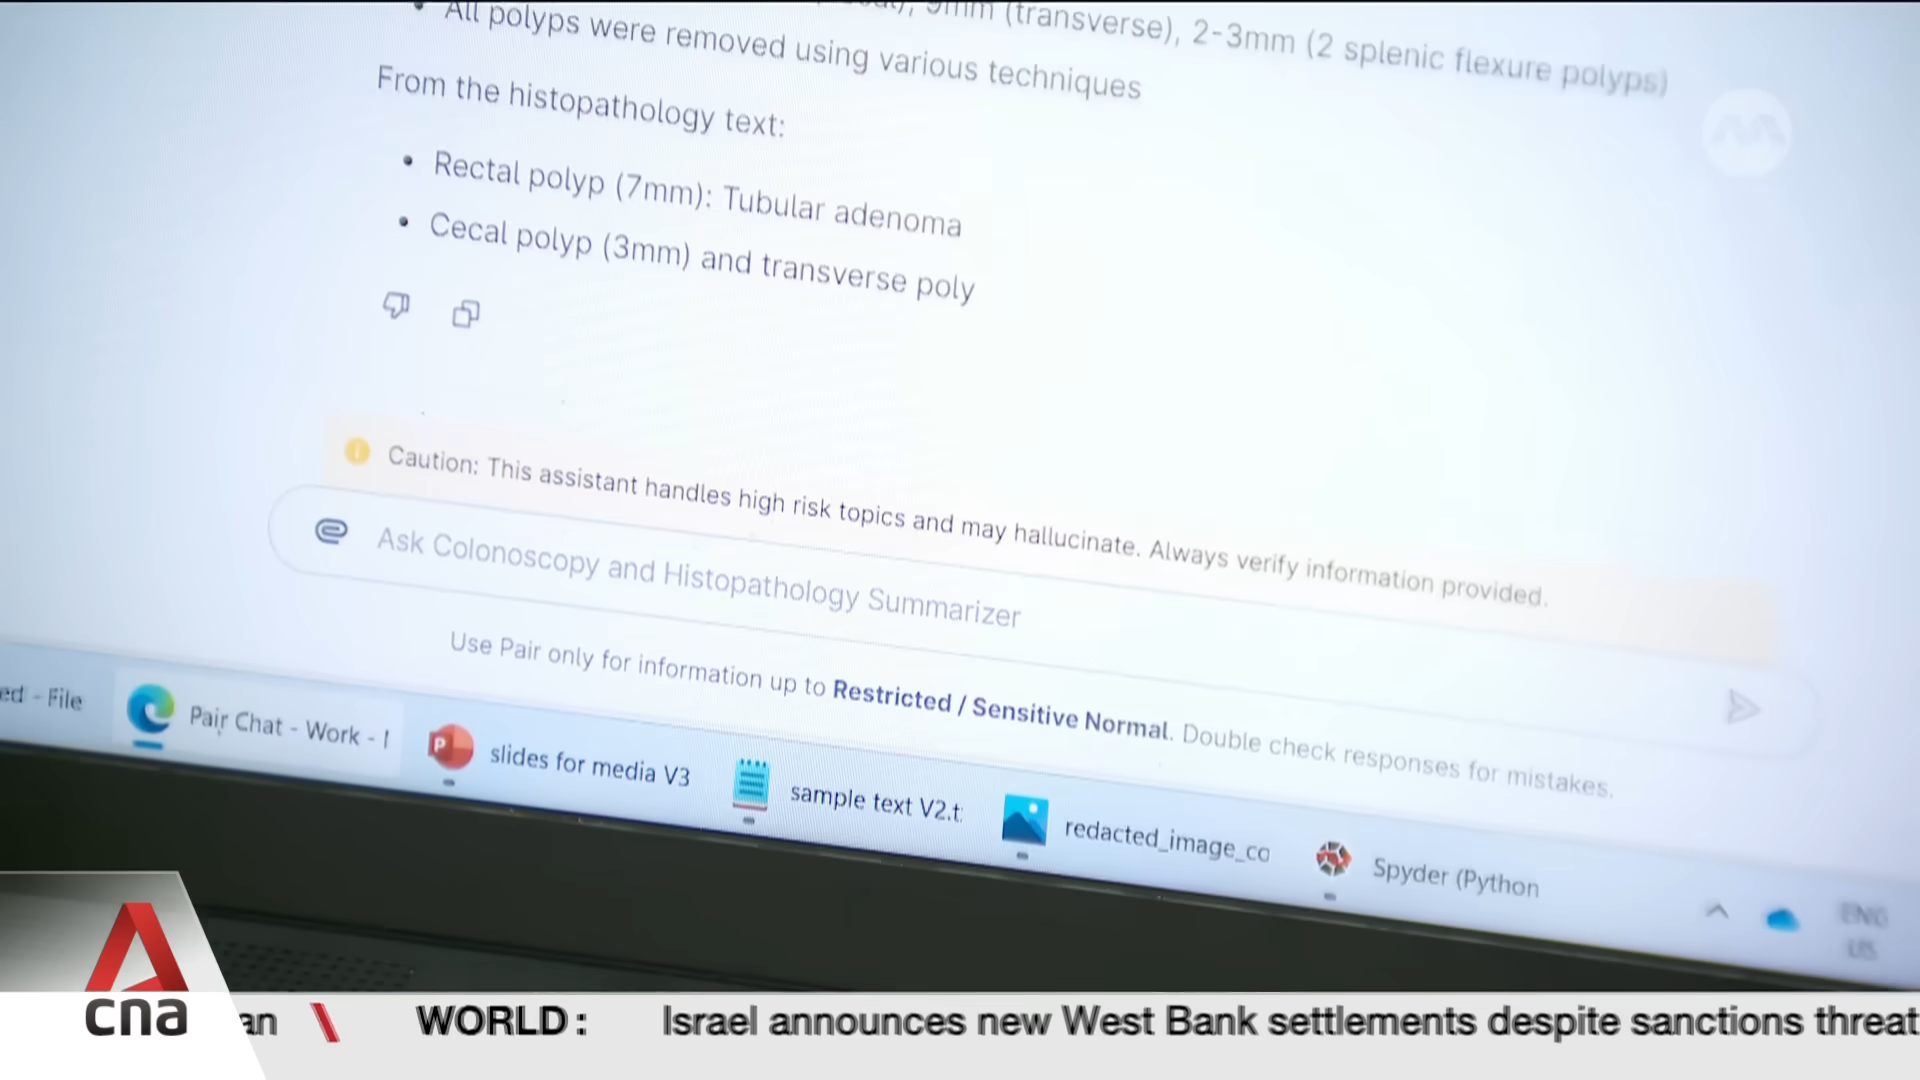 (transverse), 2-3mm (2 splenic flexure polyps)
All polyps were removed using various techniques
From the histopathology text:
Rectal polyp (7mm): Tubular adenoma
Cecal polyp (3mm) and transverse poly
Caution: This assistant handles high risk topics and may hallucinate. Always verify information provided.
Ask Colonoscopy and Histopathology Summarizer
Use Pair only for information up to Restricted / Sensitive Normal. Double check responses for mistakes.
ed - File
Pair Chat - Work -
slides for media V3
sample text V2.t
redacted_image_co
Spyder (Python
ENG
US
cna
an
WORLD: Israel announces new West Bank settlements despite sanctions threat